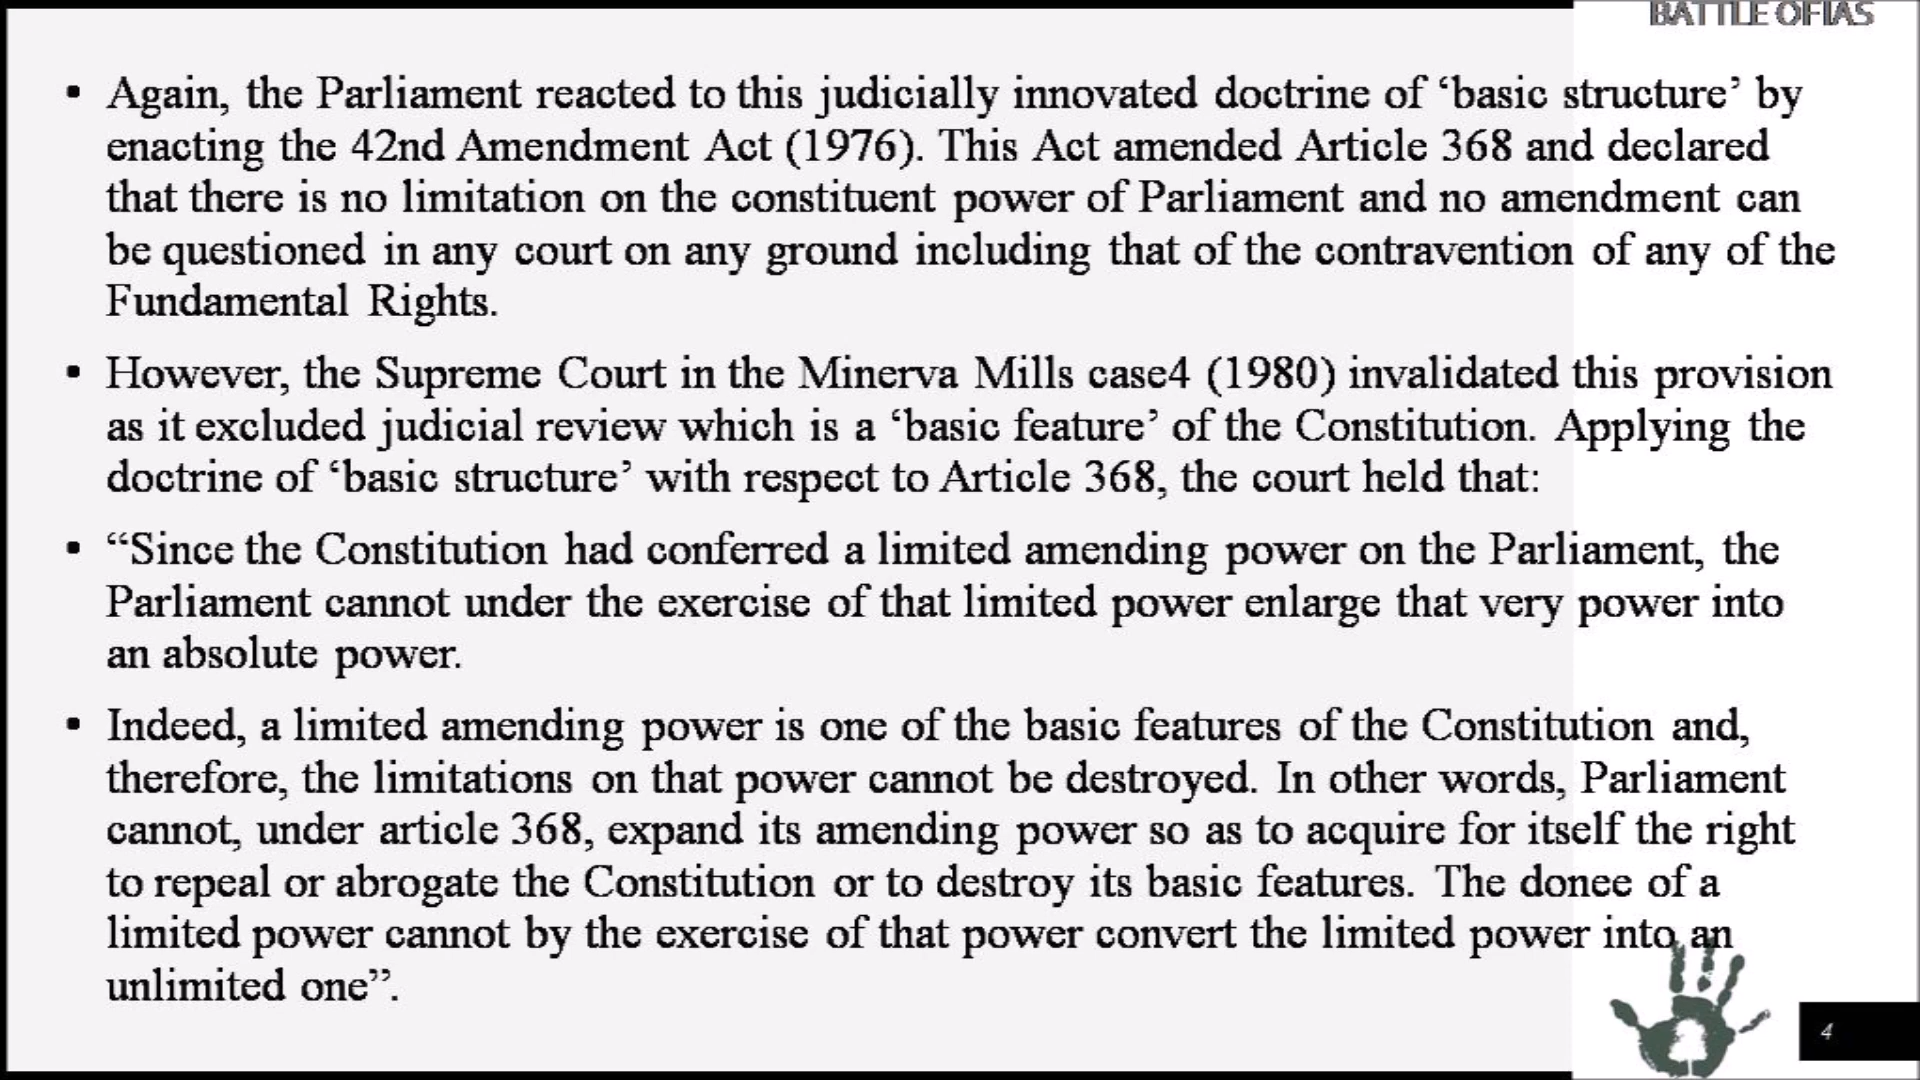 BATTLE OF IAS
• Again, the Parliament reacted to this judicially innovated doctrine of ‘basic structure’ by
enacting the 42nd Amendment Act (1976). This Act amended Article 368 and declared
that there is no limitation on the constituent power of Parliament and no amendment can
be questioned in any court on any ground including that of the contravention of any of the
Fundamental Rights.
• However, the Supreme Court in the Minerva Mills case4 (1980) invalidated this provision
as it excluded judicial review which is a ‘basic feature’ of the Constitution. Applying the
doctrine of ‘basic structure’ with respect to Article 368, the court held that:
• “Since the Constitution had conferred a limited amending power on the Parliament, the
Parliament cannot under the exercise of that limited power enlarge that very power into
an absolute power.
• Indeed, a limited amending power is one of the basic features of the Constitution and,
therefore, the limitations on that power cannot be destroyed. In other words, Parliament
cannot, under article 368, expand its amending power so as to acquire for itself the right
to repeal or abrogate the Constitution or to destroy its basic features. The donee of a
limited power cannot by the exercise of that power convert the limited power into an
unlimited one”.
4